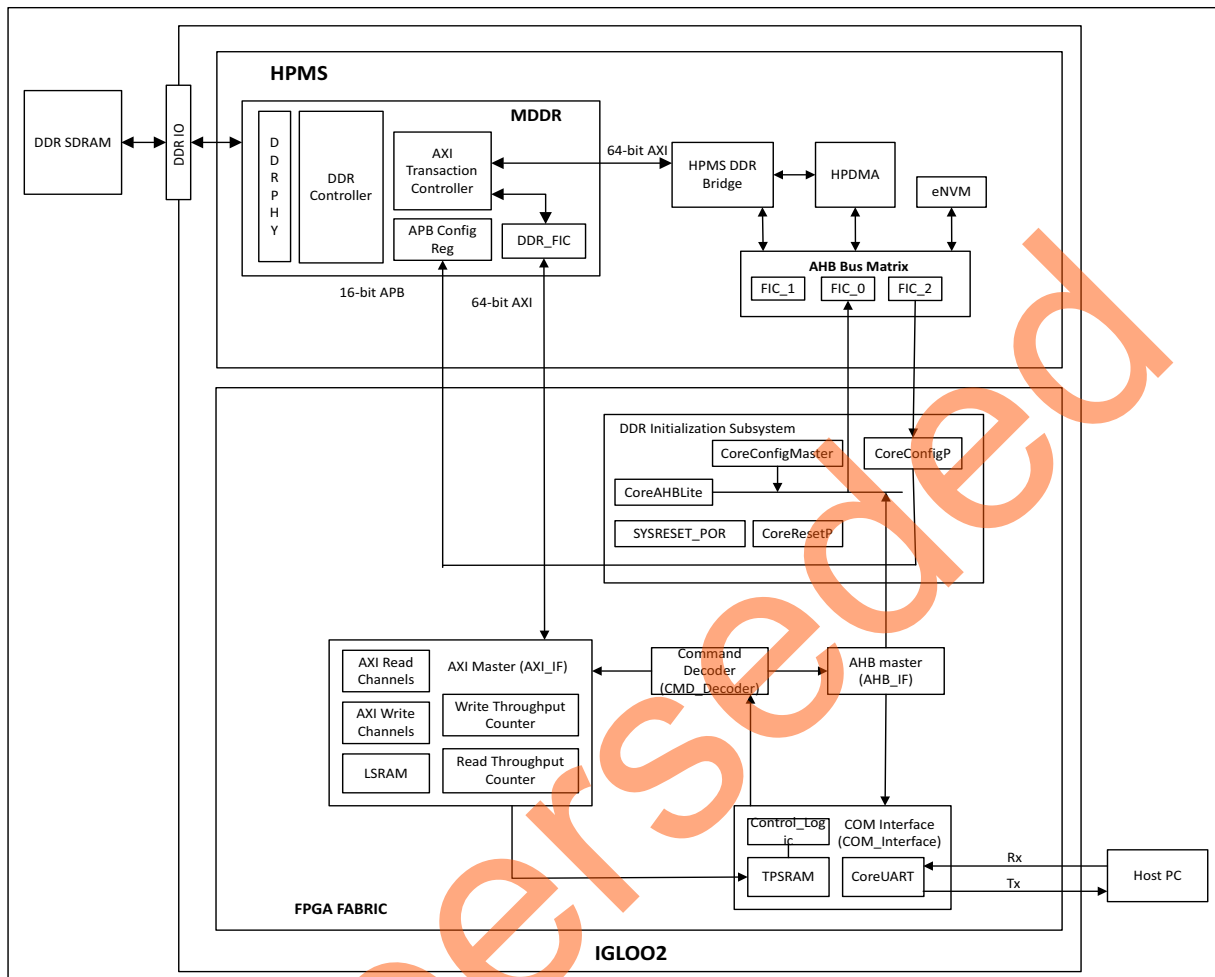 HPMS
MDDR
DDR SDRAM
DDR IO
D
D
R
P
H
Y
DDR
Controller
AXI
Transaction
Controller
APB Config
Reg
DDR_FIC
64-bit AXI
HPMS DDR
Bridge
HPDMA
eNVM
AHB Bus Matrix
FIC_1
FIC_0
FIC_2
16-bit APB
64-bit AXI
DDR Initialization Subsystem
CoreConfigMaster
CoreConfigP
CoreAHBLite
SYSRESET_POR
CoreResetP
AXI Read
Channels
AXI Master (AXI_IF)
AXI Write
Channels
Write Throughput
Counter
LSRAM
Read Throughput
Counter
Command
Decoder
(CMD_Decoder)
AHB master
(AHB_IF)
Control_Log
ic
COM Interface
(COM_Interface)
TPSRAM
CoreUART
Rx
Tx
Host PC
FPGA FABRIC
IGLOO2
erseded